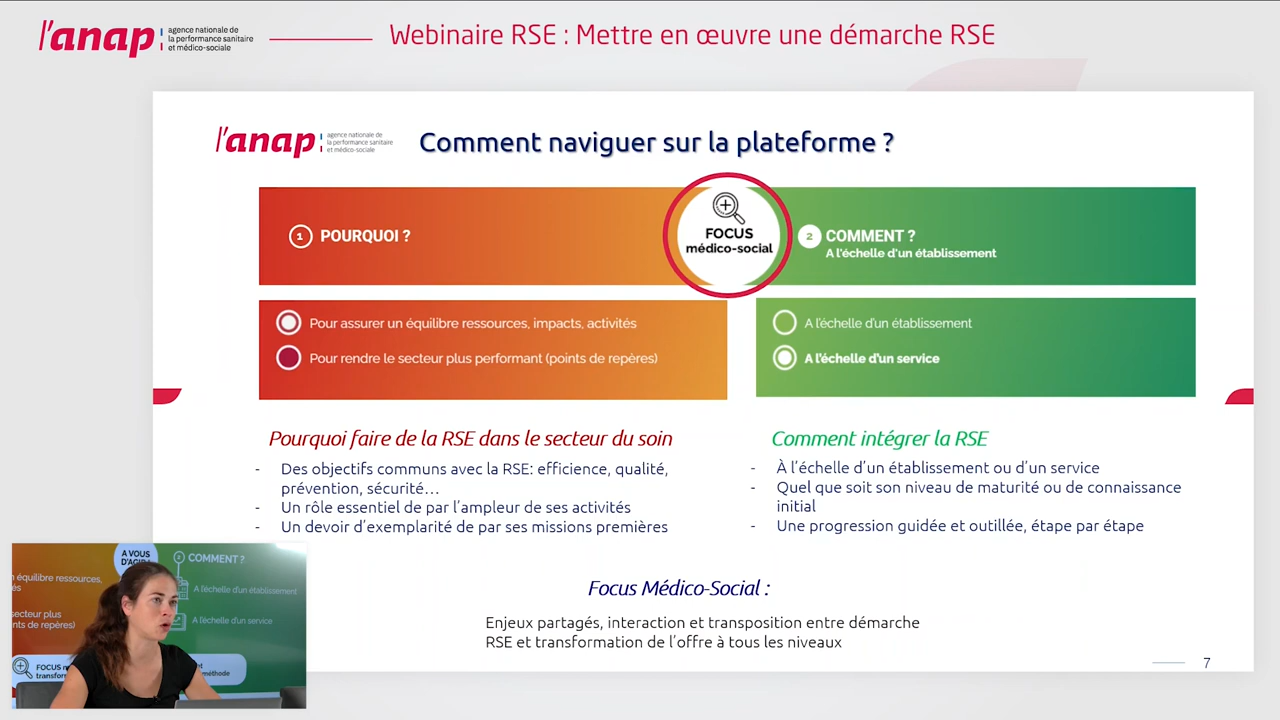 l'anap
agence nationale de
la performance sanitaire
et médico-sociale
Webinaire RSE : Mettre en œuvre une démarche RSE
l'anap
agence nationale de
la performance sanitaire
et médico-sociale
Comment naviguer sur la plateforme ?
1 POURQUOI ?
FOCUS
médico-social
2 COMMENT ?
A l'échelle d'un établissement
Pour assurer un équilibre ressources, impacts, activités
Pour rendre le secteur plus performant (points de repères)
A l'échelle d'un établissement
A l'échelle d'un service
Pourquoi faire de la RSE dans le secteur du soin
- Des objectifs communs avec la RSE: efficience, qualité,
prévention, sécurité...
- Un rôle essentiel de par l'ampleur de ses activités
- Un devoir d'exemplarité de par ses missions premières
Comment intégrer la RSE
- À l'échelle d'un établissement ou d'un service
- Quel que soit son niveau de maturité ou de connaissance
initial
- Une progression guidée et outillée, étape par étape
Focus Médico-Social :
Enjeux partagés, interaction et transposition entre démarche
RSE et transformation de l'offre à tous les niveaux
7
A VOUS
D'AGIR
2 COMMENT ?
équilibre ressources,
A l'échelle d'un établissement
secteur plus
A l'échelle d'un service
FOCUS
méthode